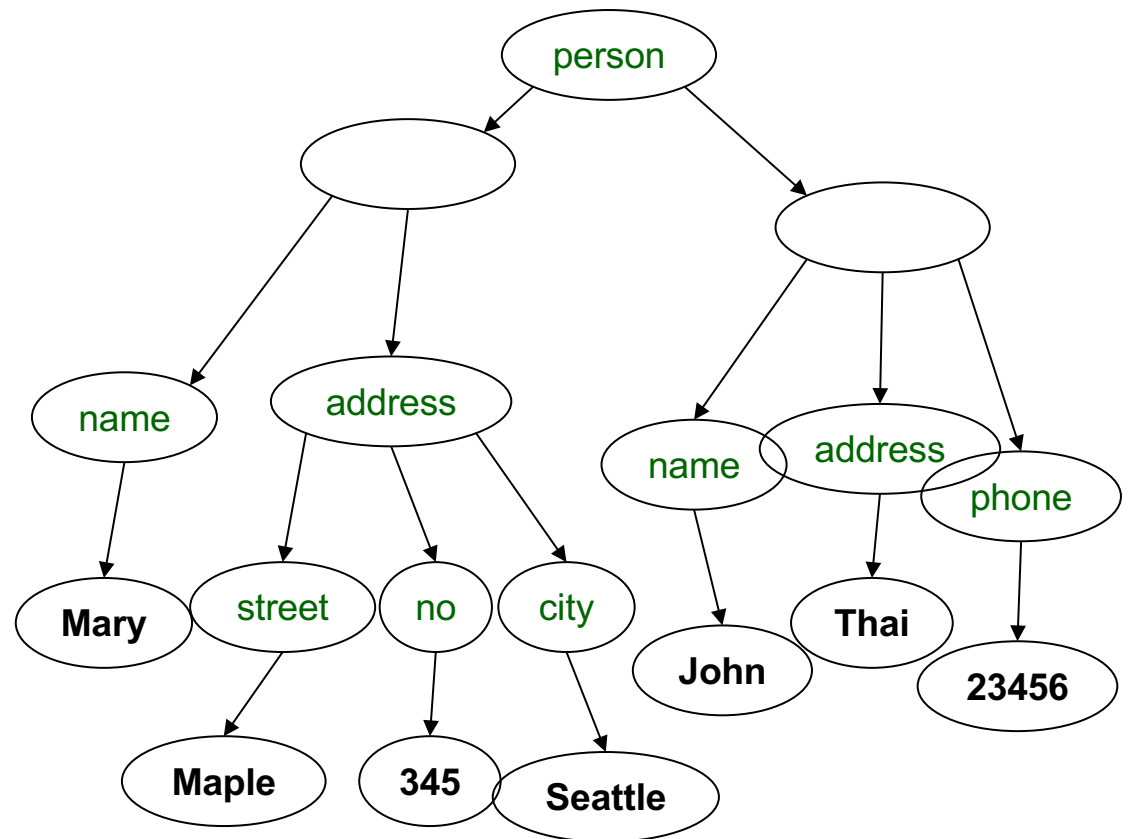 person
name
address
name
address
phone
Mary
street
no
city
John
Thai
23456
Maple
345
Seattle